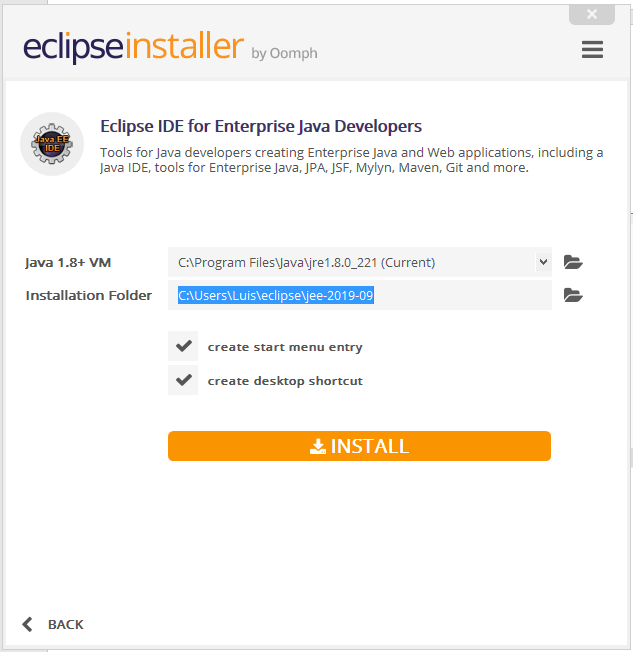 eclipseinstaller by Oomph
Java EE
IDE
Eclipse IDE for Enterprise Java Developers
Tools for Java developers creating Enterprise Java and Web applications, including a
Java IDE, tools for Enterprise Java, JPA, JSF, Mylyn, Maven, Git and more.
Java 1.8+ VM C:\Program Files\Java\jre1.8.0_221 (Current)
Installation Folder C:\Users\Luis\eclipse\jee-2019-09
create start menu entry
create desktop shortcut
INSTALL
BACK